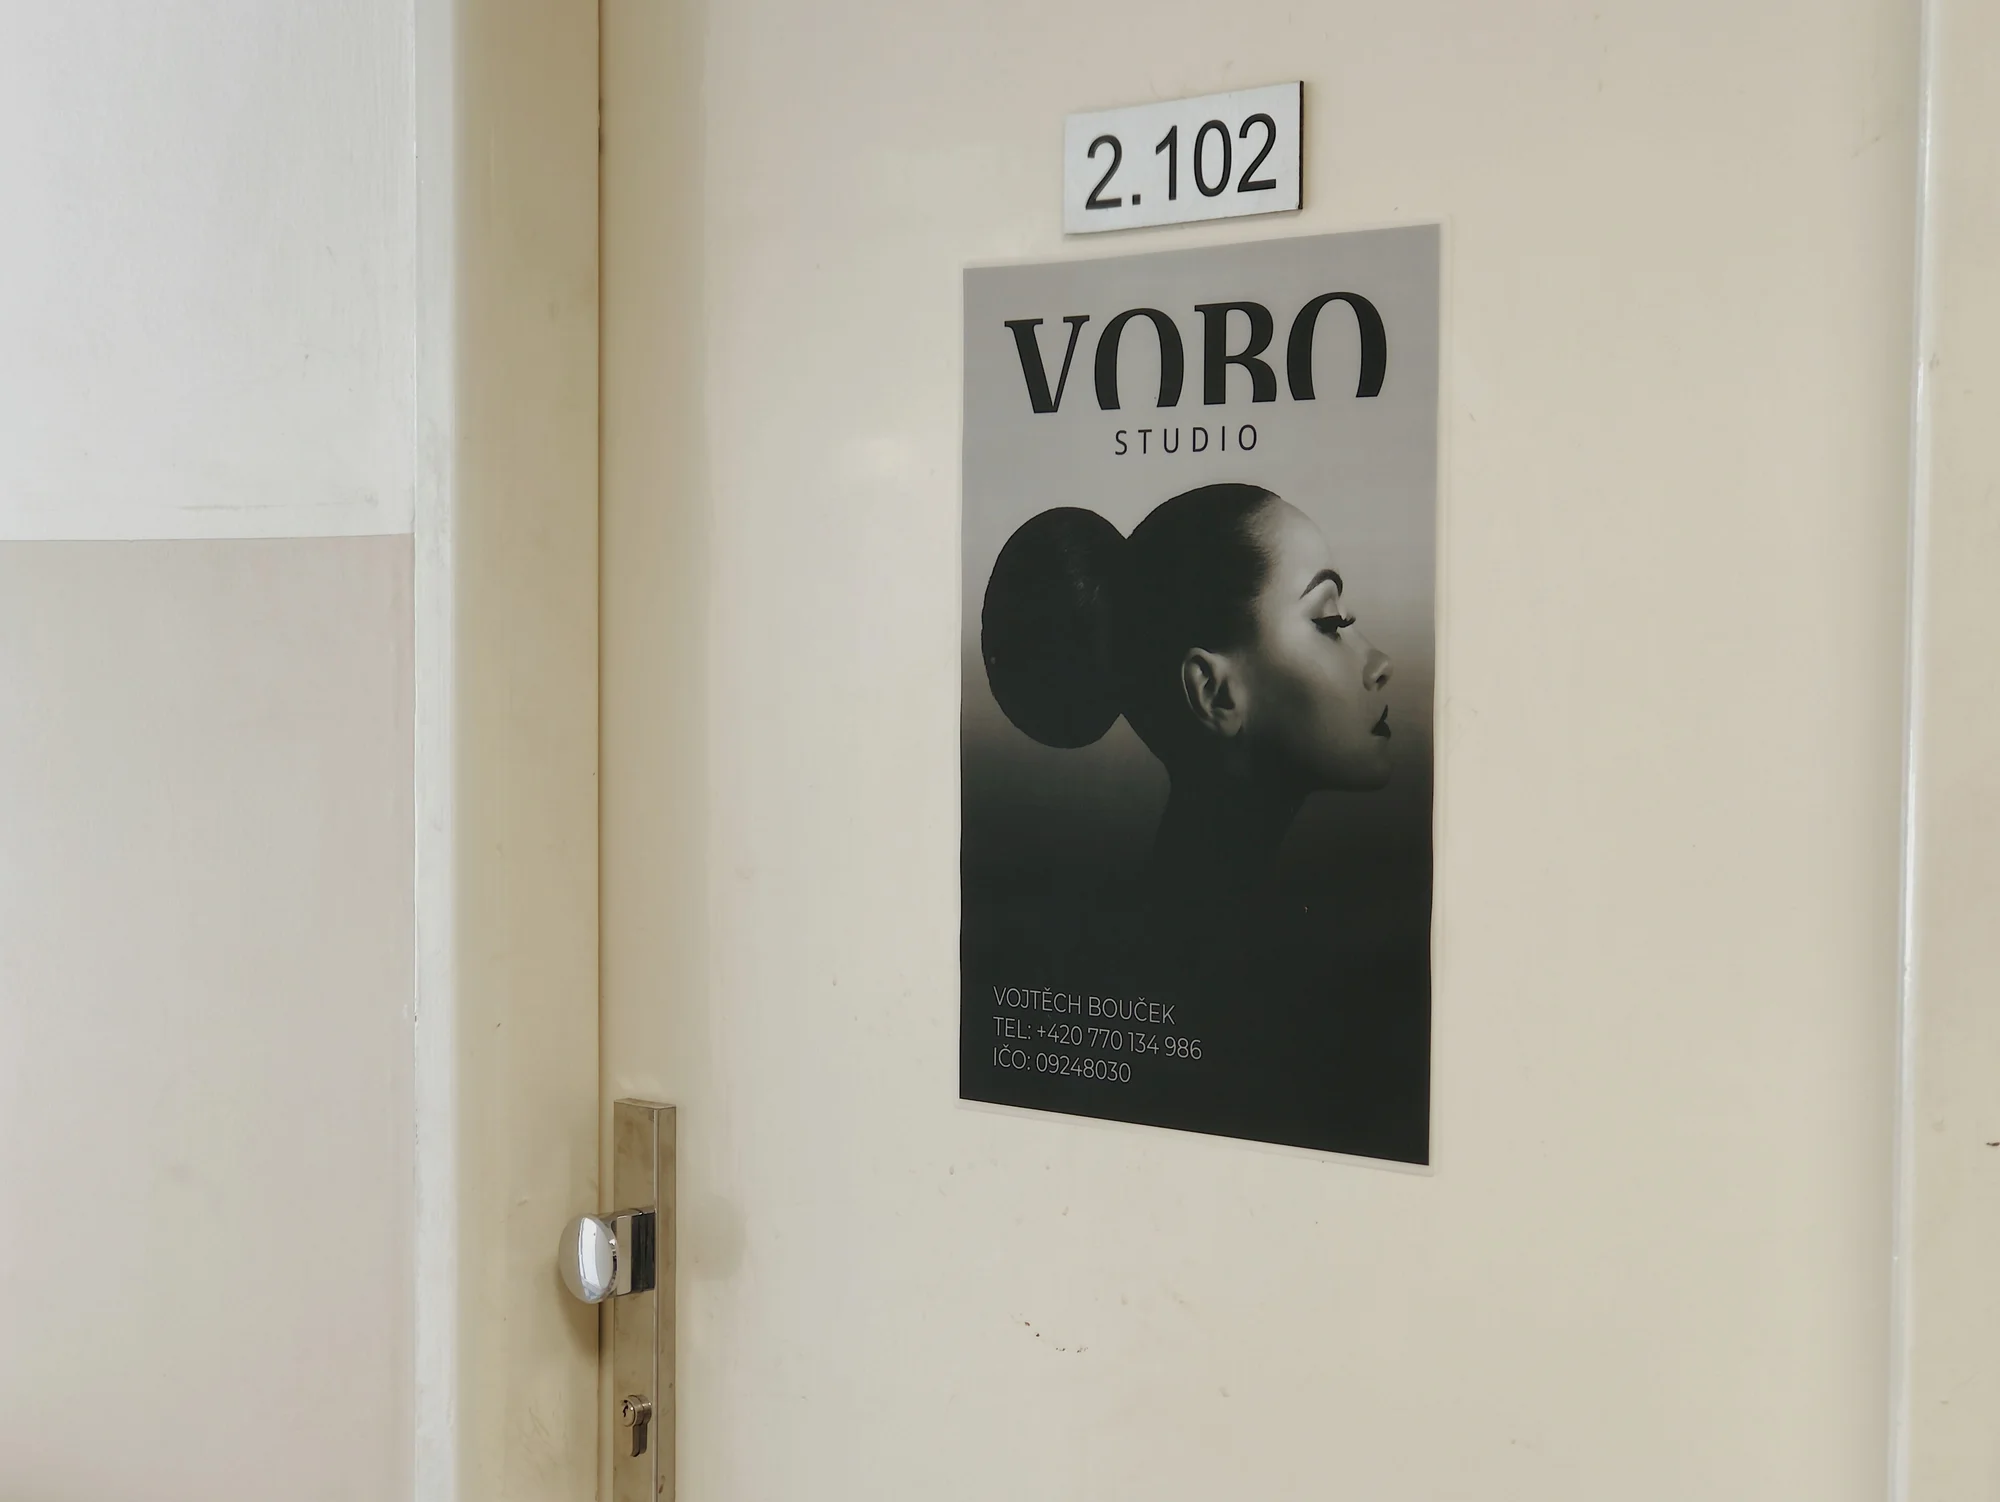 2.102
VOBO
STUDIO
VOJTĚCH BOUČEK
TEL: +420 770 134 986
IČO: 09248030